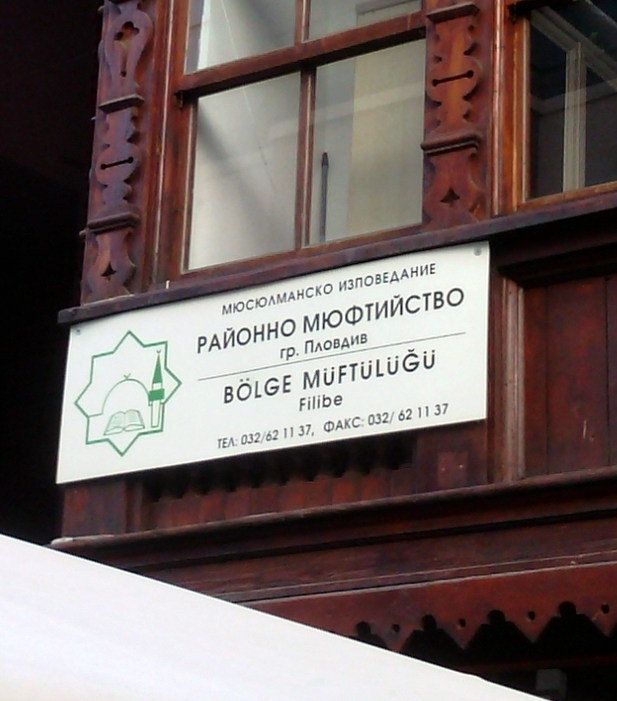 МЮСЮЛМАНСКО ИЗПОВЕДАНИЕ
РАЙОННО МЮФТИЙСТВО
гр. Пловдив
BÖLGE MÜFTÜLÜĞÜ
Filibe
ТЕЛ: 032/62 11 37, ФАКС: 032/ 62 11 37